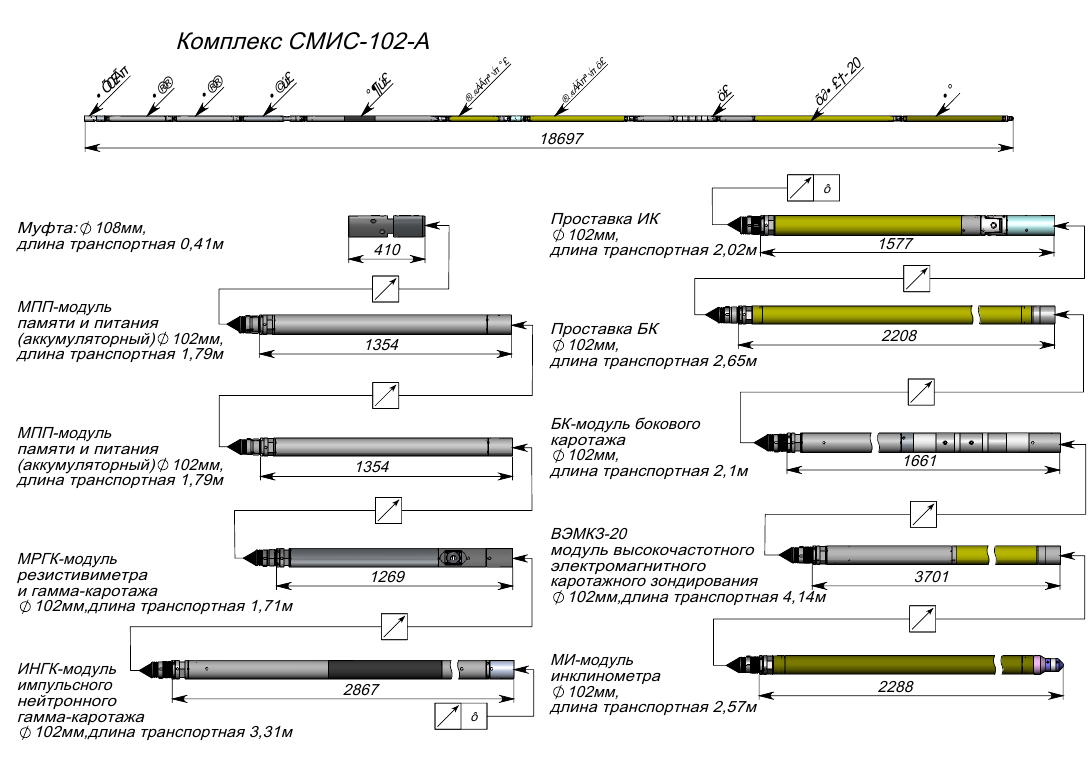 Комплекс СМИС-102-А
18697
Муфта:∅ 108мм,
длина транспортная 0,41м
410
МПП-модуль
памяти и питания
(аккумуляторный)∅ 102мм,
длина транспортная 1,79м
1354
МПП-модуль
памяти и питания
(аккумуляторный)∅ 102мм,
длина транспортная 1,79м
1354
МРГК-модуль
резистивиметра
и гамма-каротажа
∅ 102мм,длина транспортная 1,71м
1269
ИНГК-модуль
импульсного
нейтронного
гамма-каротажа
∅ 102мм,длина транспортная 3,31м
2867
ô
ô
Проставка ИК
∅ 102мм,
длина транспортная 2,02м
1577
Проставка БК
∅ 102мм,
длина транспортная 2,65м
2208
БК-модуль бокового
каротажа
∅ 102мм,
длина транспортная 2,1м
1661
ВЭМКЗ-20
модуль высокочастотного
электромагнитного
каротажного зондирования
∅ 102мм,длина транспортная 4,14м
3701
МИ-модуль
инклинометра
∅ 102мм,
длина транспортная 2,57м
2288